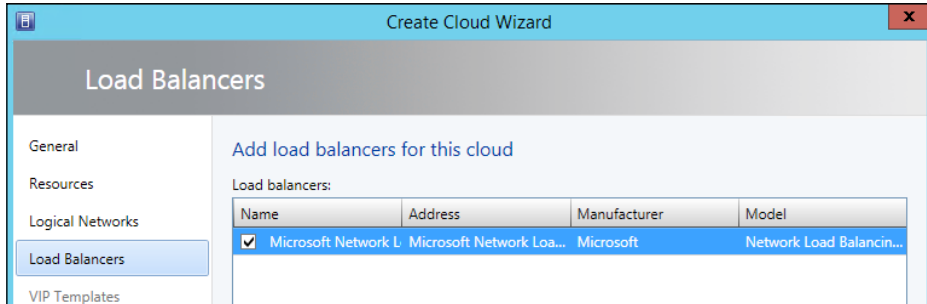 Create Cloud Wizard
x
Load Balancers
General
Resources
Logical Networks
Load Balancers
VIP Templates
Add load balancers for this cloud
Load balancers:
Name Address Manufacturer Model
Microsoft Network L Microsoft Network Loa... Microsoft Network Load Balancin...